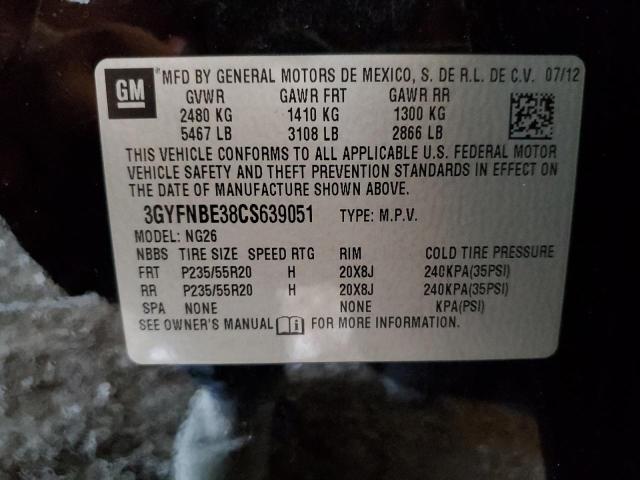 GM
®
MFD BY GENERAL MOTORS DE MEXICO, S. DE R.L. DE C.V. 07/12
GVWR GAWR FRT GAWR RR
2480 KG 1410 KG 1300 KG
5467 LB 3108 LB 2866 LB
THIS VEHICLE CONFORMS TO ALL APPLICABLE U.S. FEDERAL MOTOR
VEHICLE SAFETY AND THEFT PREVENTION STANDARDS IN EFFECT ON
THE DATE OF MANUFACTURE SHOWN ABOVE.
3GYFNBE38CS639051 TYPE: M.P.V.
MODEL: NG26
NBBS TIRE SIZE SPEED RTG RIM COLD TIRE PRESSURE
FRT P235/55R20 H 20X8J 240KPA(35PSI)
RR P235/55R20 H 20X8J 240KPA(35PSI)
SPA NONE NONE KPA(PSI)
SEE OWNER'S MANUAL FOR MORE INFORMATION.